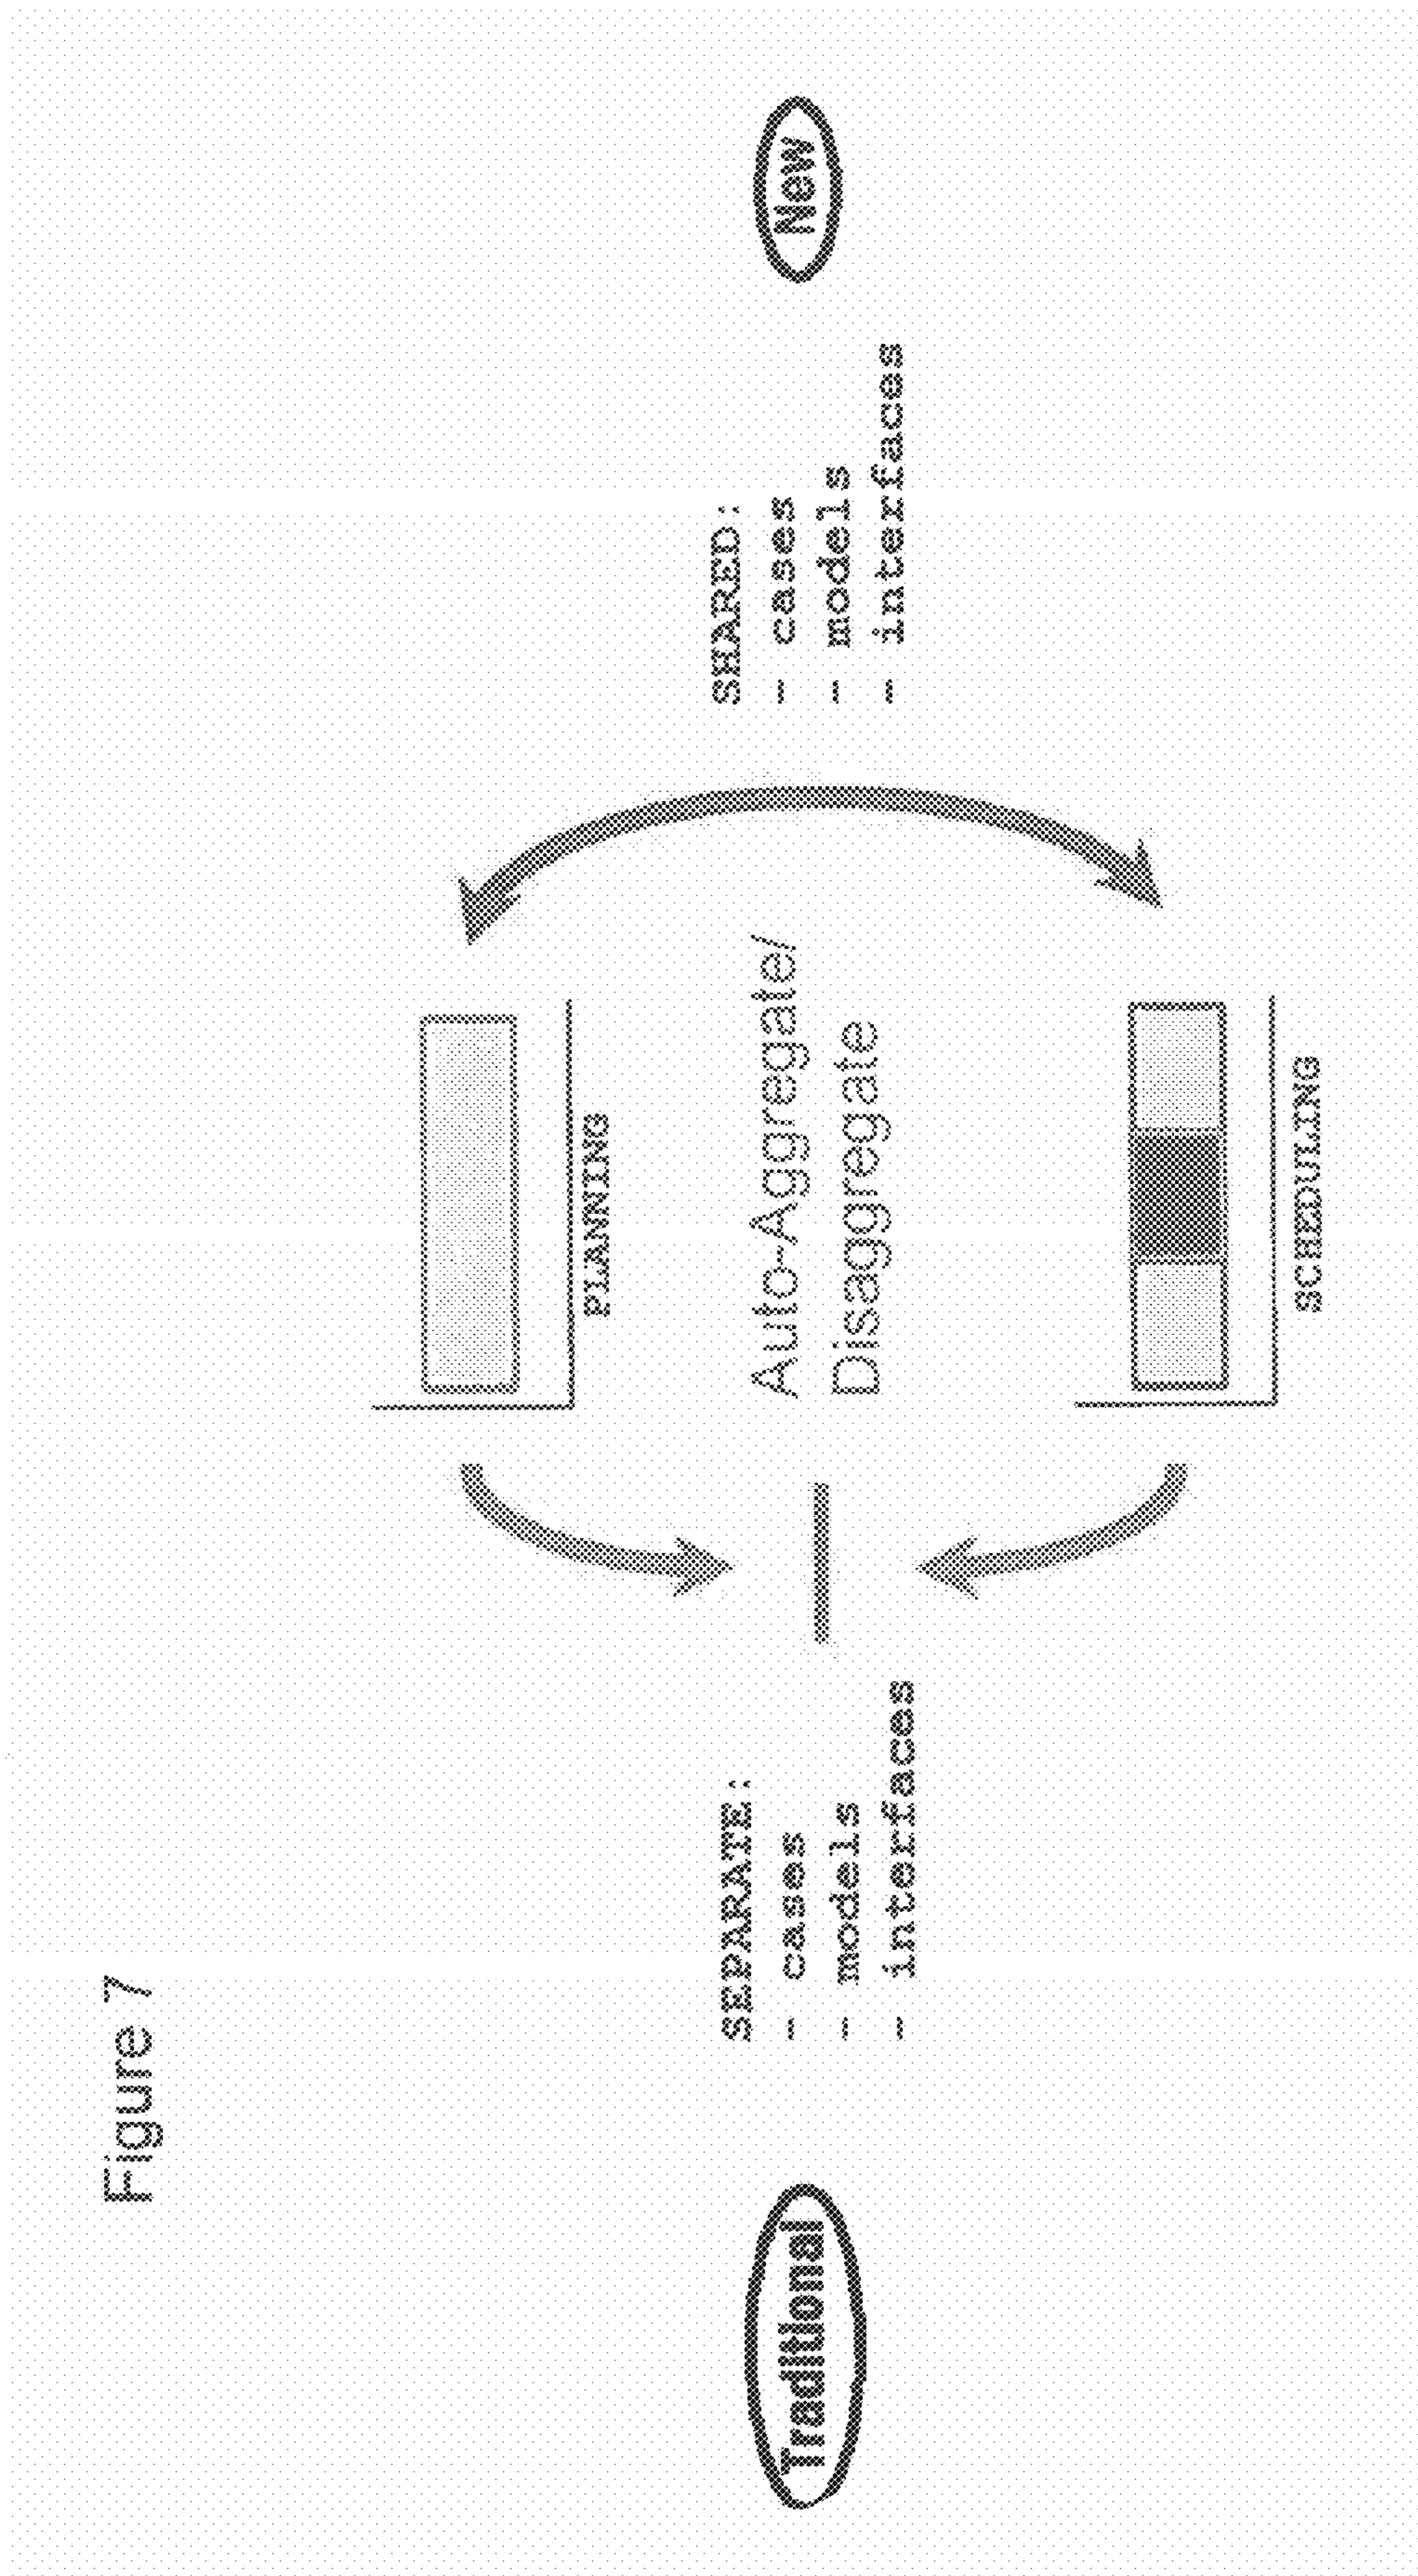 Figure 7
Traditional
SEPARATE:
- cases
- models
- interfaces
PLANNING
Auto-Aggregate/
Disaggregate
SCHEDULING
SHARED:
- cases
- models
- interfaces
New